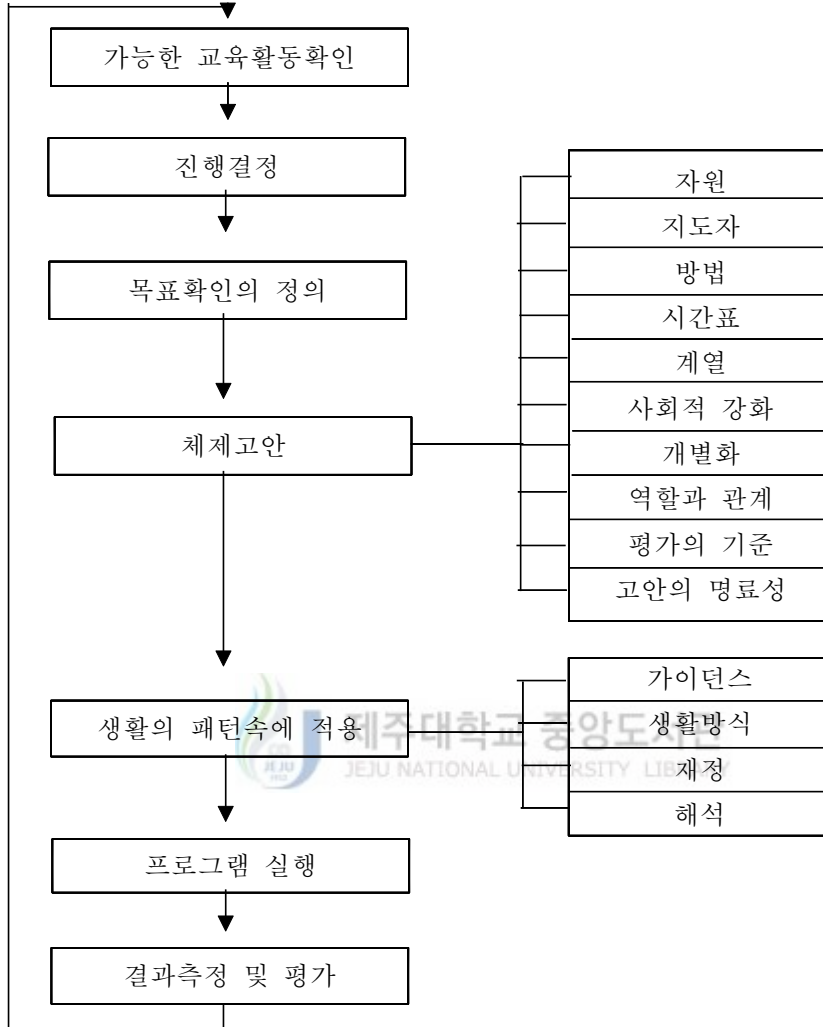 가능한 교육활동확인
진행결정
목표확인의 정의
체제고안
자원
지도자
방법
시간표
계열
사회적 강화
개별화
역할과 관계
평가의 기준
고안의 명료성
생활의 패턴속에 적용
가이던스
생활방식
재정
해석
제주대학교 중앙도서관
JEJU NATIONAL UNIVERSITY LIBRARY
JEJU
1952
프로그램 실행
결과측정 및 평가